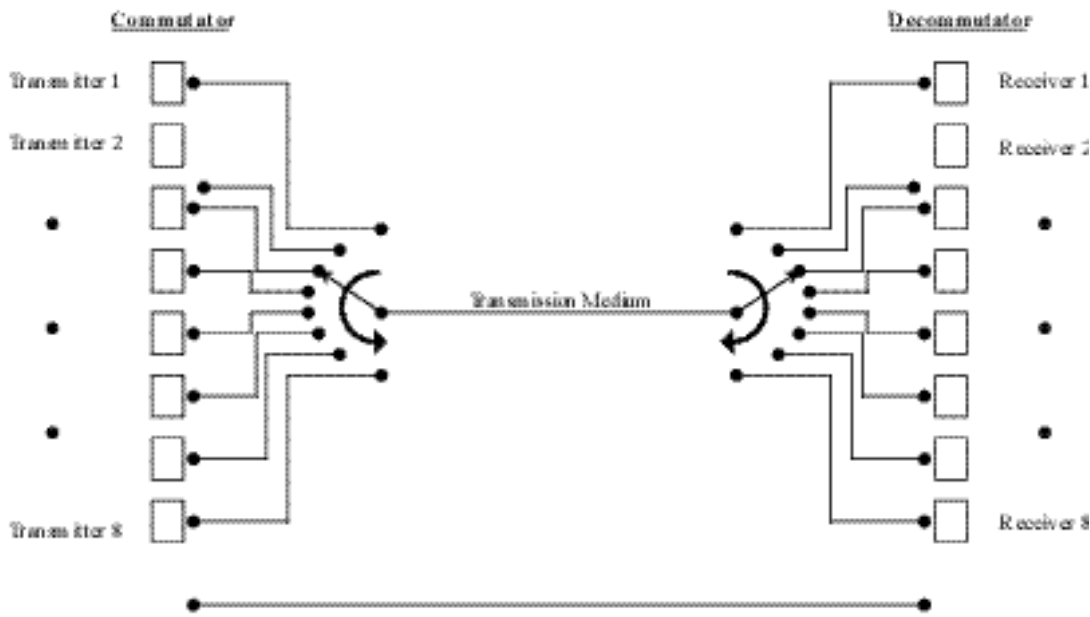 Commutator
Decommutator
Transmitter 1
Receiver 1
Transmitter 2
Receiver 2
Transmission Medium
Transmitter 8
Receiver 8